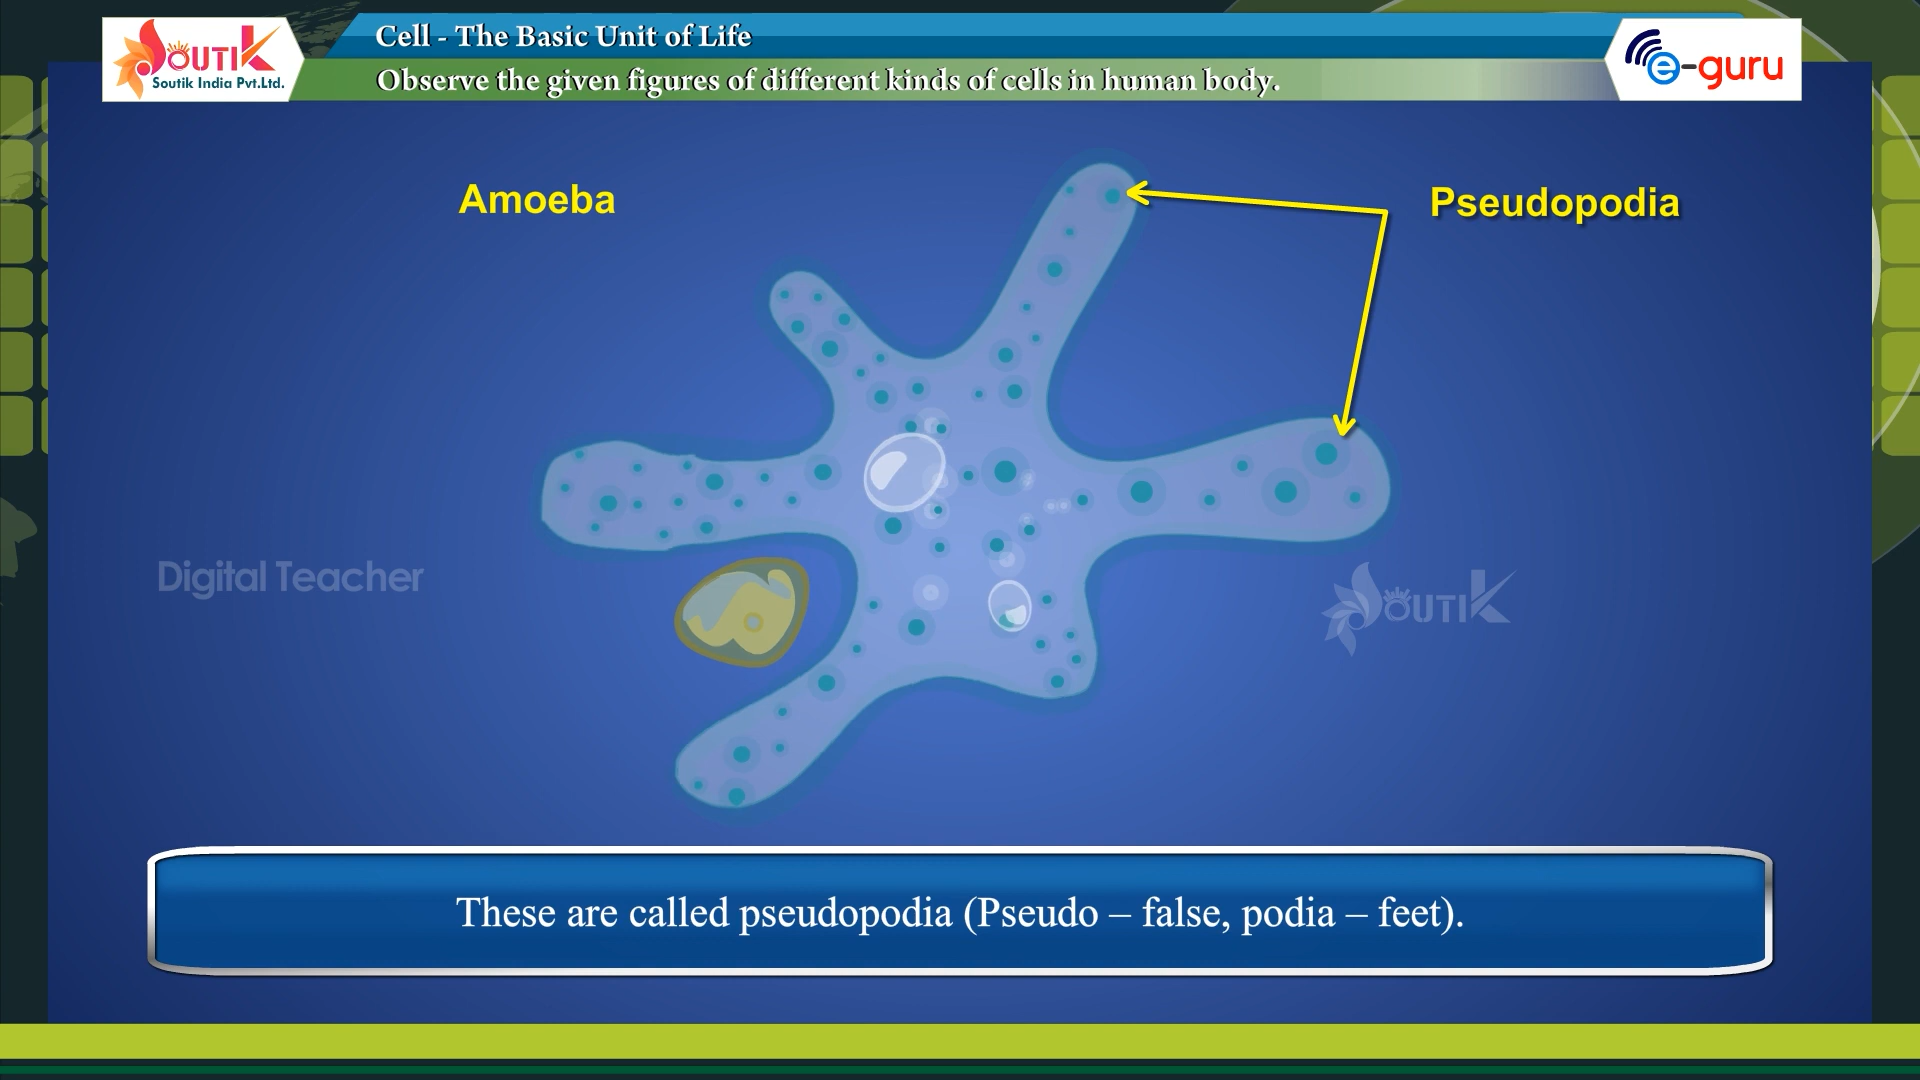 SOUTIK
Soutik India Pvt.Ltd.
Cell - The Basic Unit of Life
Observe the given figures of different kinds of cells in human body.
e-guru
Amoeba
Pseudopodia
Digital Teacher
SOUTIK
These are called pseudopodia (Pseudo – false, podia – feet).